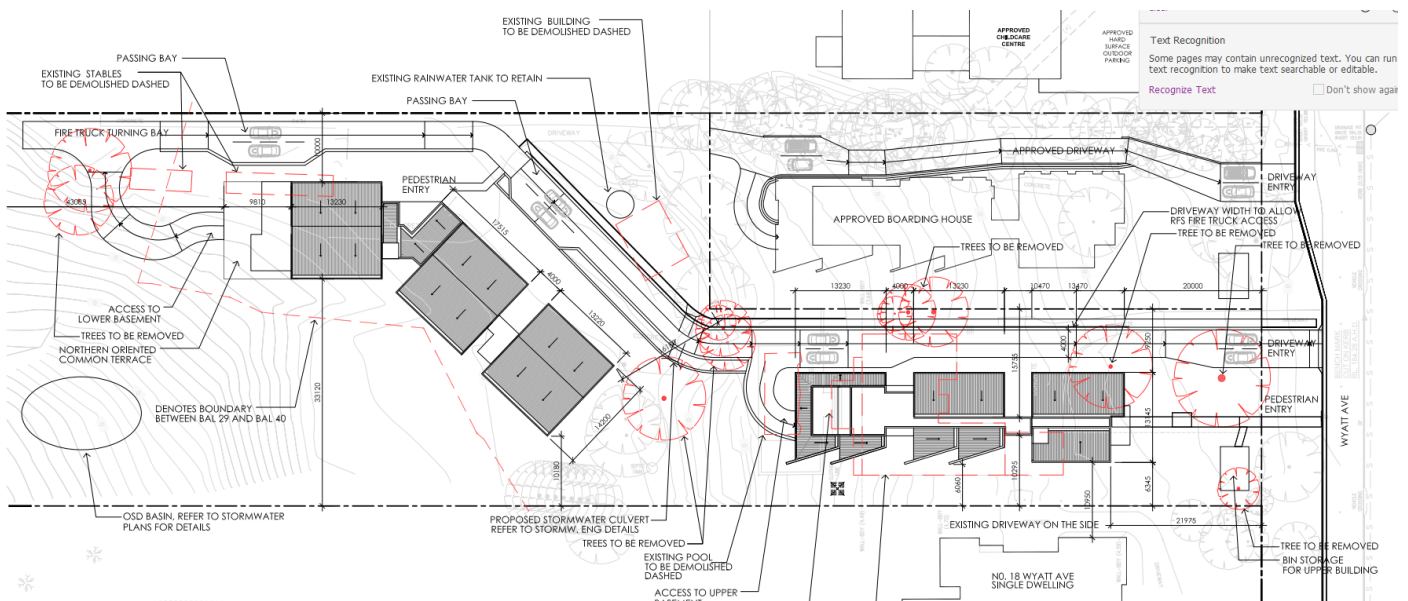 EXISTING BUILDING
TO BE DEMOLISHED DASHED
APPROVED
CHILDCARE
CENTRE
APPROVED
HARD
SURFACE
OUTDOOR
PARKING
Text Recognition
Some pages may contain unrecognized text. You can run
text recognition to make text searchable or editable.
Recognize Text
Don't show again
PASSING BAY
EXISTING STABLES
TO BE DEMOLISHED DASHED
EXISTING RAINWATER TANK TO RETAIN
PASSING BAY
FIRE TRUCK TURNING BAY
DRIVEWAY
APPROVED DRIVEWAY
PEDESTRIAN
ENTRY
DRIVEWAY
ENTRY
9810
13230
17515
APPROVED BOARDING HOUSE
DRIVEWAY WIDTH TO ALLOW
RFS FIRE TRUCK ACCESS
TREE TO BE REMOVED
TREES TO BE REMOVED
TREE TO BE REMOVED
4000
13230
4000
13230
10470
13470
20000
13220
ACCESS TO
LOWER BASEMENT
TREES TO BE REMOVED
NORTHERN ORIENTED
COMMON TERRACE
4000
9350
15755
DRIVEWAY
ENTRY
33120
DENOTES BOUNDARY
BETWEEN BAL 29 AND BAL 40
14200
13145
PEDESTRIAN
ENTRY
WYATT AVE
10180
6060
10295
6345
10950
OSD BASIN, REFER TO STORMWATER
PLANS FOR DETAILS
PROPOSED STORMWATER CULVERT
REFER TO STORMW. ENG DETAILS
TREES TO BE REMOVED
EXISTING DRIVEWAY ON THE SIDE
21975
EXISTING POOL
TO BE DEMOLISHED
DASHED
TREE TO BE REMOVED
BIN STORAGE
FOR UPPER BUILDING
N0. 18 WYATT AVE
SINGLE DWELLING
ACCESS TO UPPER
BASEMENT